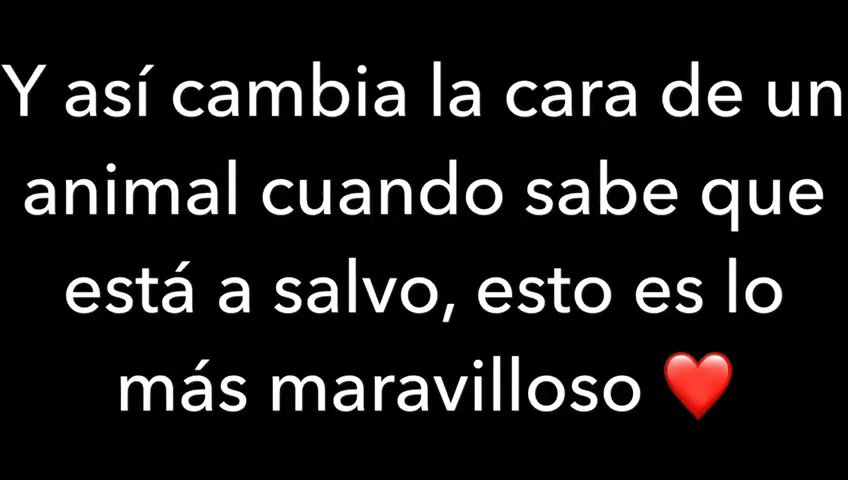 Y así cambia la cara de un
animal cuando sabe que
está a salvo, esto es lo
más maravilloso ❤️